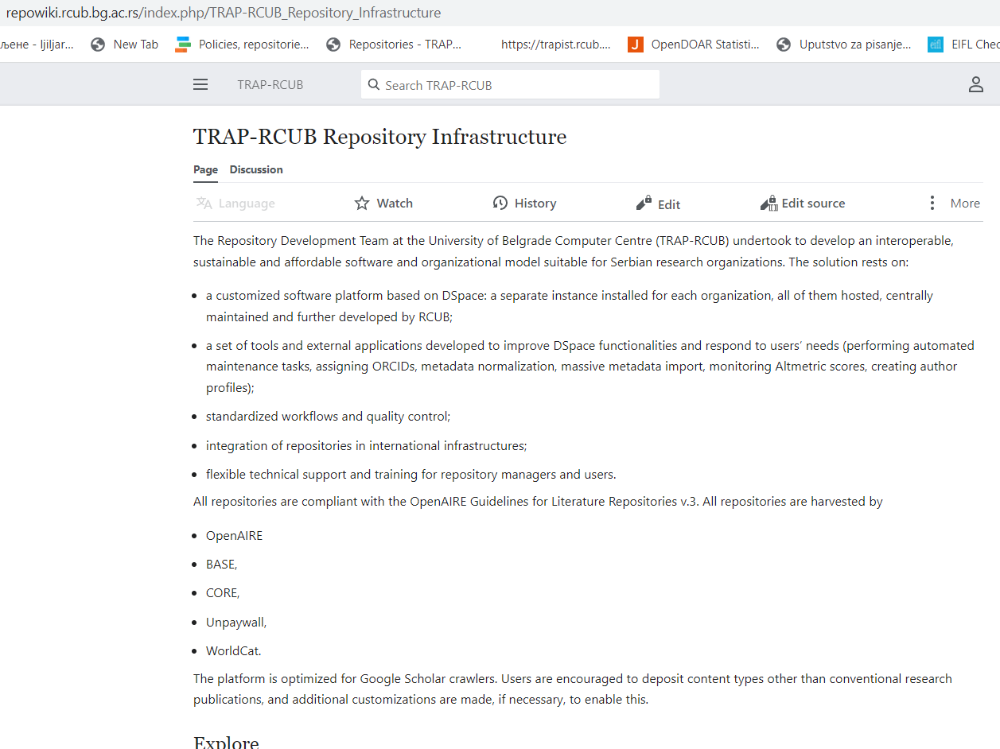 repowiki.rcub.bg.ac.rs/index.php/TRAP-RCUB_Repository_Infrastructure
љене - ljiljar... New Tab Policies, repositorie... Repositories - TRAP... https://trapist.rcub.... J OpenDOAR Statisti... Uputstvo za pisanje... eifl EIFL Chec
TRAP-RCUB Search TRAP-RCUB
TRAP-RCUB Repository Infrastructure
Page Discussion
Language Watch History Edit Edit source More
The Repository Development Team at the University of Belgrade Computer Centre (TRAP-RCUB) undertook to develop an interoperable,
sustainable and affordable software and organizational model suitable for Serbian research organizations. The solution rests on:
• a customized software platform based on DSpace: a separate instance installed for each organization, all of them hosted, centrally
maintained and further developed by RCUB;
• a set of tools and external applications developed to improve DSpace functionalities and respond to users’ needs (performing automated
maintenance tasks, assigning ORCIDs, metadata normalization, massive metadata import, monitoring Altmetric scores, creating author
profiles);
• standardized workflows and quality control;
• integration of repositories in international infrastructures;
• flexible technical support and training for repository managers and users.
All repositories are compliant with the OpenAIRE Guidelines for Literature Repositories v.3. All repositories are harvested by
• OpenAIRE
• BASE,
• CORE,
• Unpaywall,
• WorldCat.
The platform is optimized for Google Scholar crawlers. Users are encouraged to deposit content types other than conventional research
publications, and additional customizations are made, if necessary, to enable this.
Explore